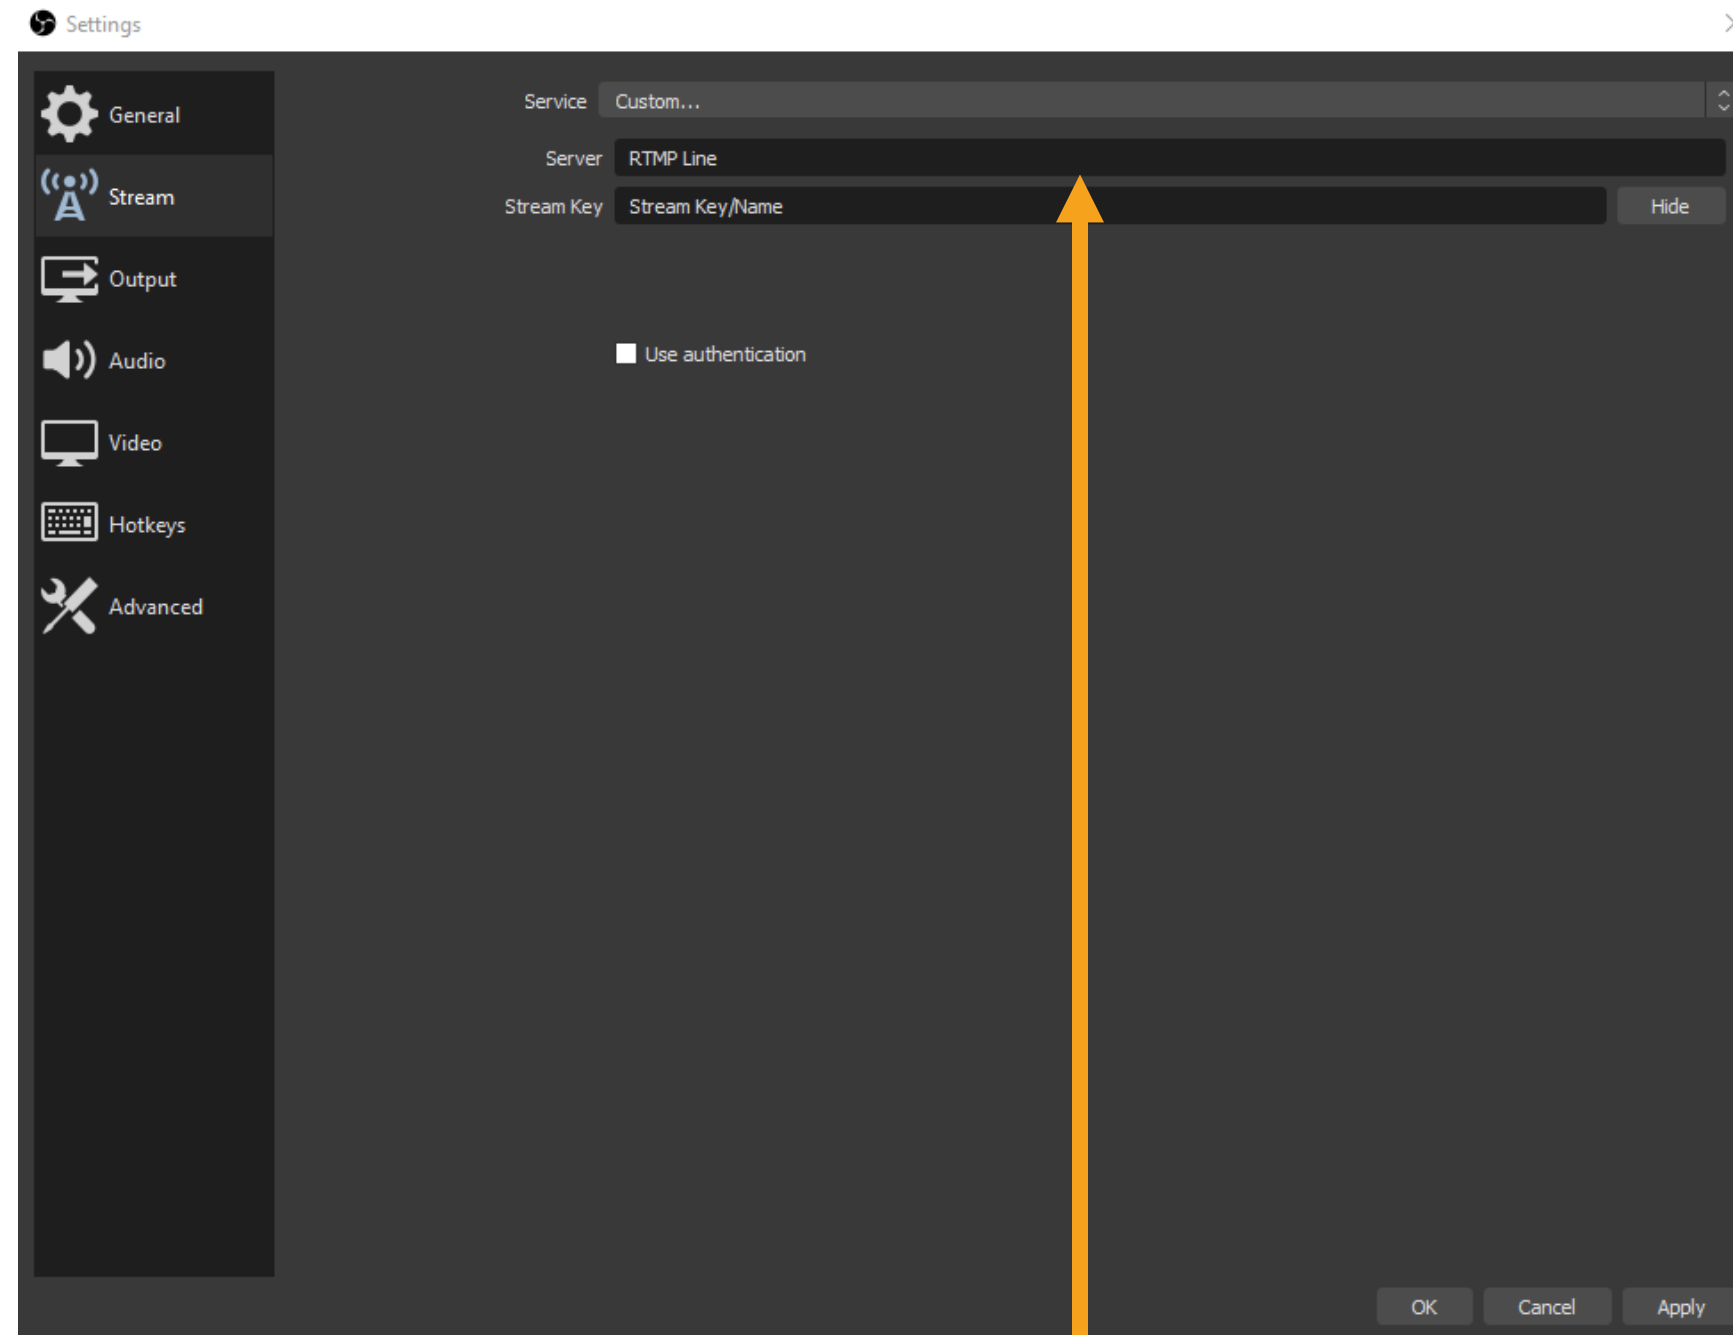 Settings
General
Stream
Output
Audio
Video
Hotkeys
Advanced
Service Custom...
Server RTMP Line
Stream Key Stream Key/Name Hide
Use authentication
OK Cancel Apply